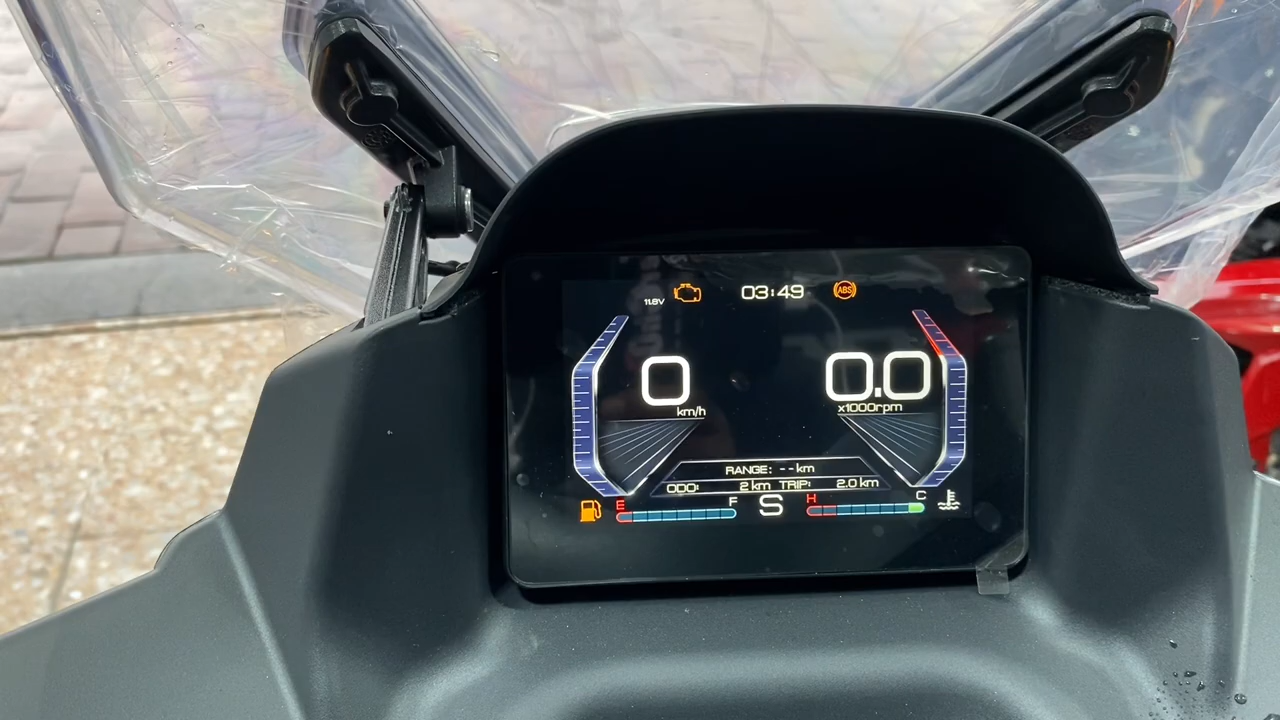 11.8V 03:49 ABS
0 0.0
km/h x1000rpm
RANGE: -- km
ODO: 2 km TRIP: 2.0 km
E F S H C